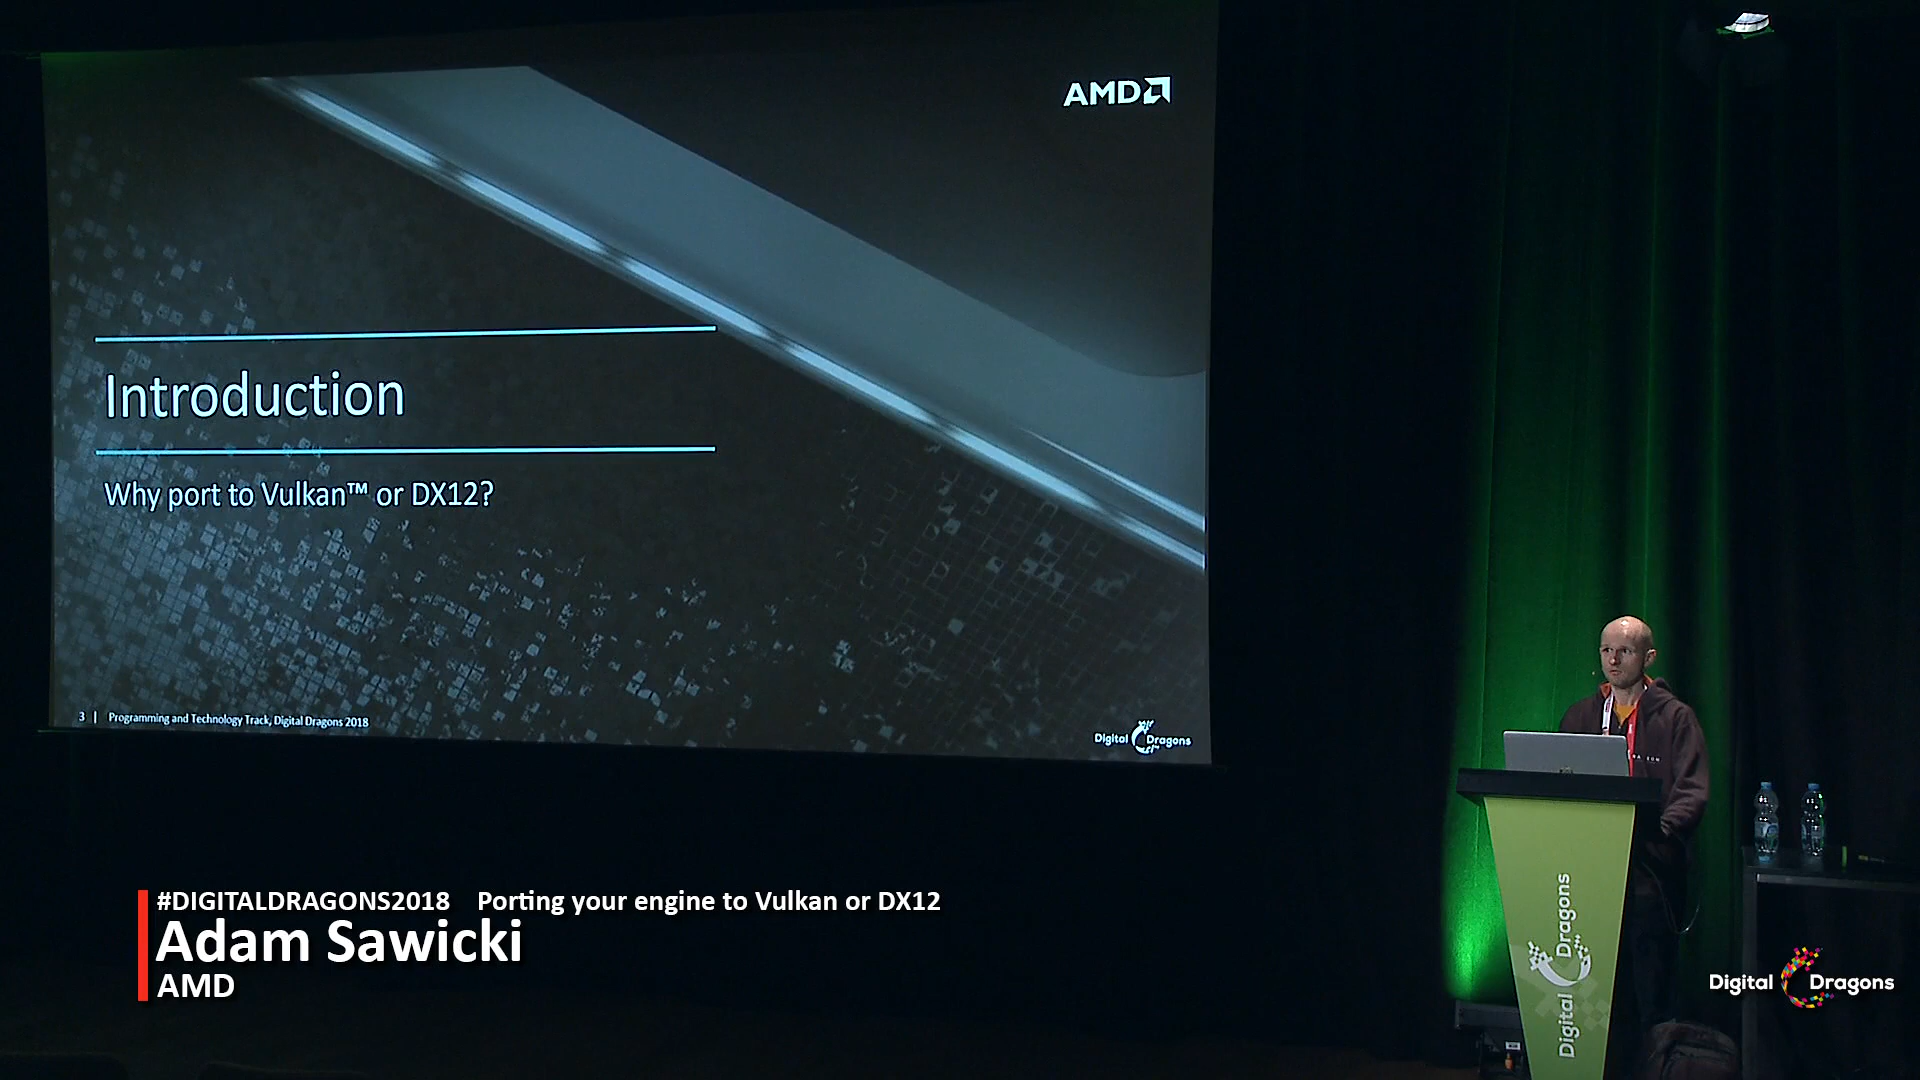 AMD
Introduction
Why port to Vulkan™ or DX12?
3 | Programming and Technology Track, Digital Dragons 2018
Digital Dragons
#DIGITALDRAGONS2018 Porting your engine to Vulkan or DX12
Adam Sawicki
AMD
Digital Dragons
Digital Dragons